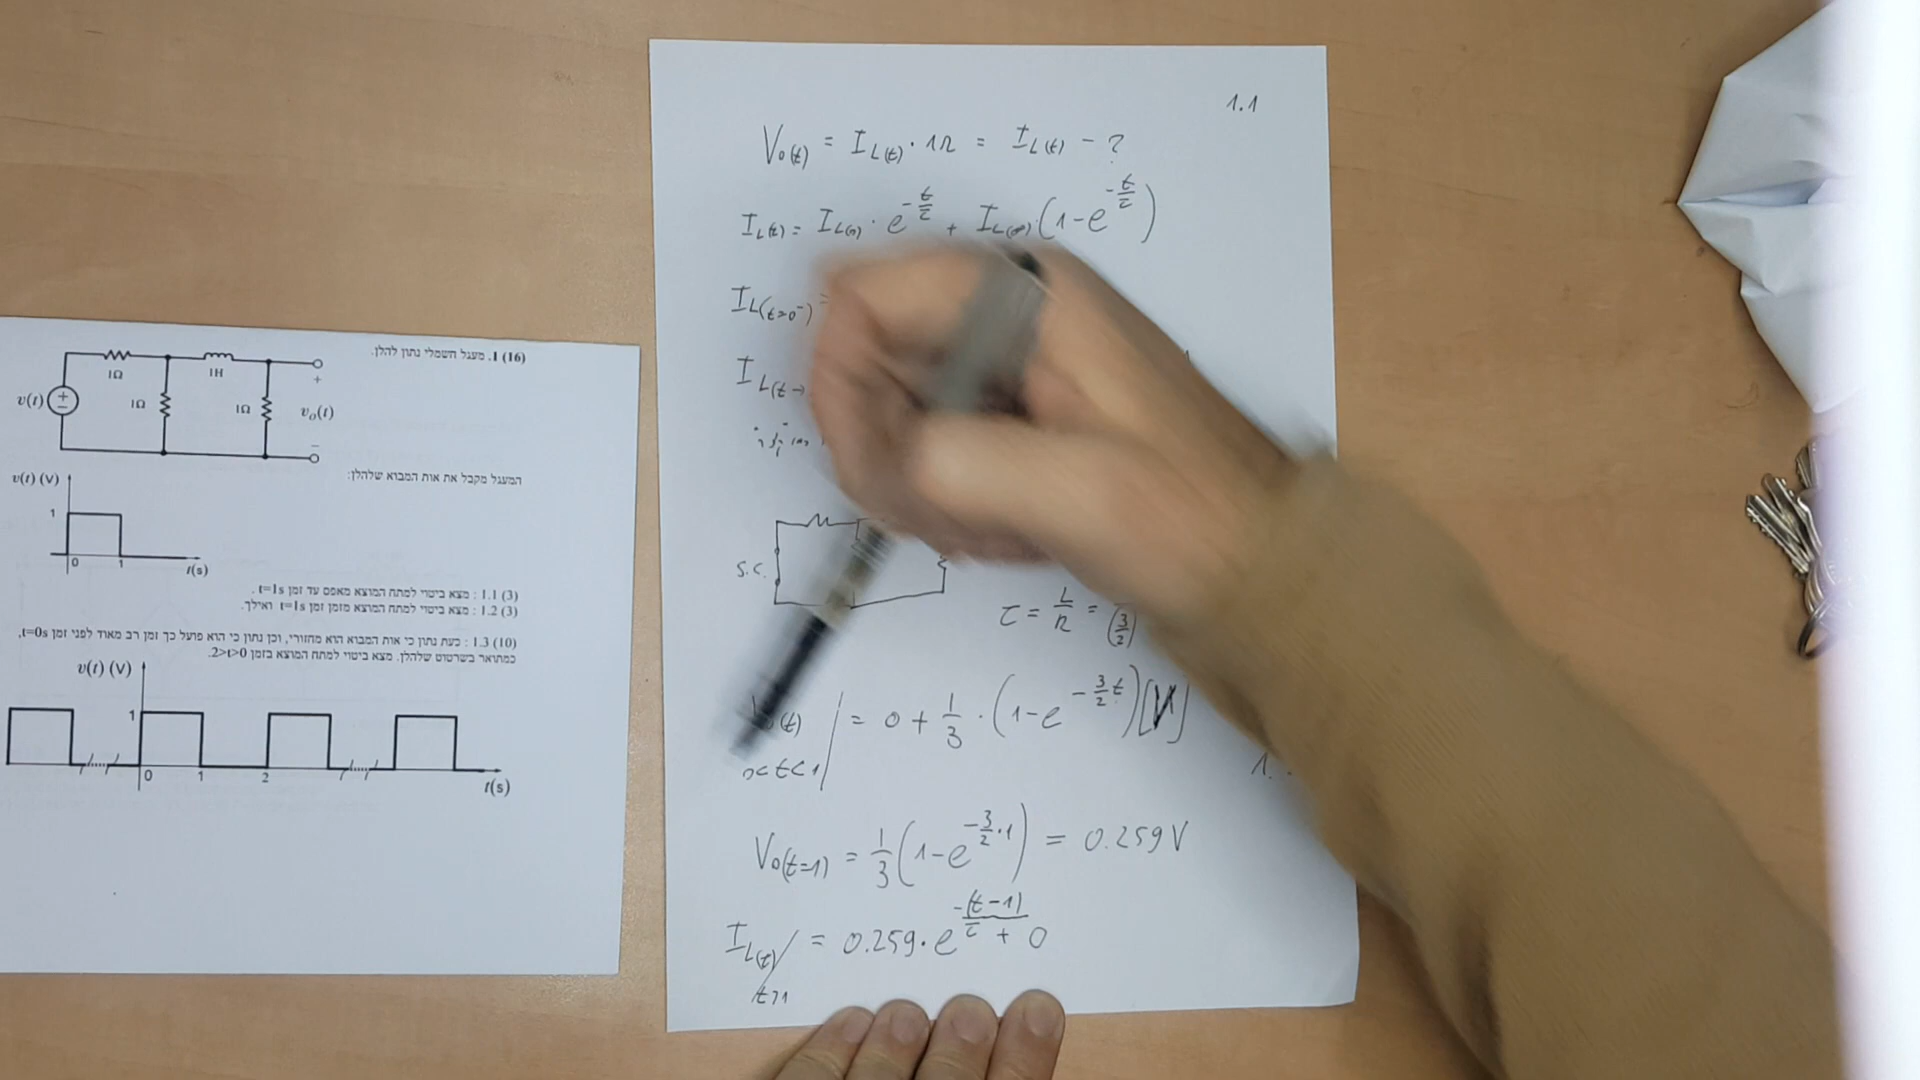 (16) 1. מעגל חשמלי נתון להלן.
1Ω
1H
v(t)
+
−
1Ω
1Ω
+
v₀(t)
−
המעגל מקבל את אות המבוא שלהלן:
v(t) (V)
1
0
1
t(s)
(3) 1.1 : מצא ביטוי למתח המוצא מאפס עד זמן t=1s .
(3) 1.2 : מצא ביטוי למתח המוצא מזמן t=1s ואילך.
(10) 1.3 : כעת נתון כי אות המבוא הוא מחזורי, וכן נתון כי הוא פועל כך זמן רב מאוד לפני זמן t=0s,
כמתואר בשרטוט שלהלן. מצא ביטוי למתח המוצא בזמן 2>t>0.
v(t) (V)
1
0
1
2
t(s)
1.1
V₀(t) = I_L(t) · 1Ω = I_L(t) − ?
I_L(t) = I_L(0) · e^(−t/τ) + I_L(∞) (1−e^(−t/τ))
I_L(t=0⁻) =
I_L(t→
S.C.
τ = L/R = (3/2)
V₀(t) | = 0 + 1/3 · (1−e^(−3/2 t)) [V]
0<t<1
1.
V₀(t=1) = 1/3 (1−e^(−3/2·1)) = 0.259V
I_L(t) / = 0.259 · e^(−(t−1)/τ) + 0
t>1